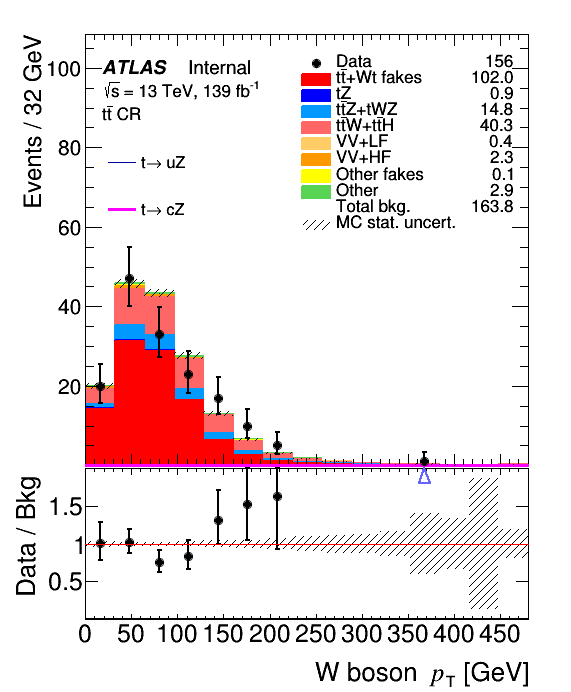 Events / 32 GeV
100
80
60
40
20
ATLAS Internal
√s = 13 TeV, 139 fb⁻¹
tt̄ CR
t→ uZ
t→ cZ
Data 156
tt̄+Wt fakes 102.0
tZ 0.9
tt̄Z+tWZ 14.8
tt̄W+tt̄H 40.3
VV+LF 0.4
VV+HF 2.3
Other fakes 0.1
Other 2.9
Total bkg. 163.8
MC stat. uncert.
Data / Bkg
1.5
1
0.5
0 50 100 150 200 250 300 350 400 450
W boson p_T [GeV]